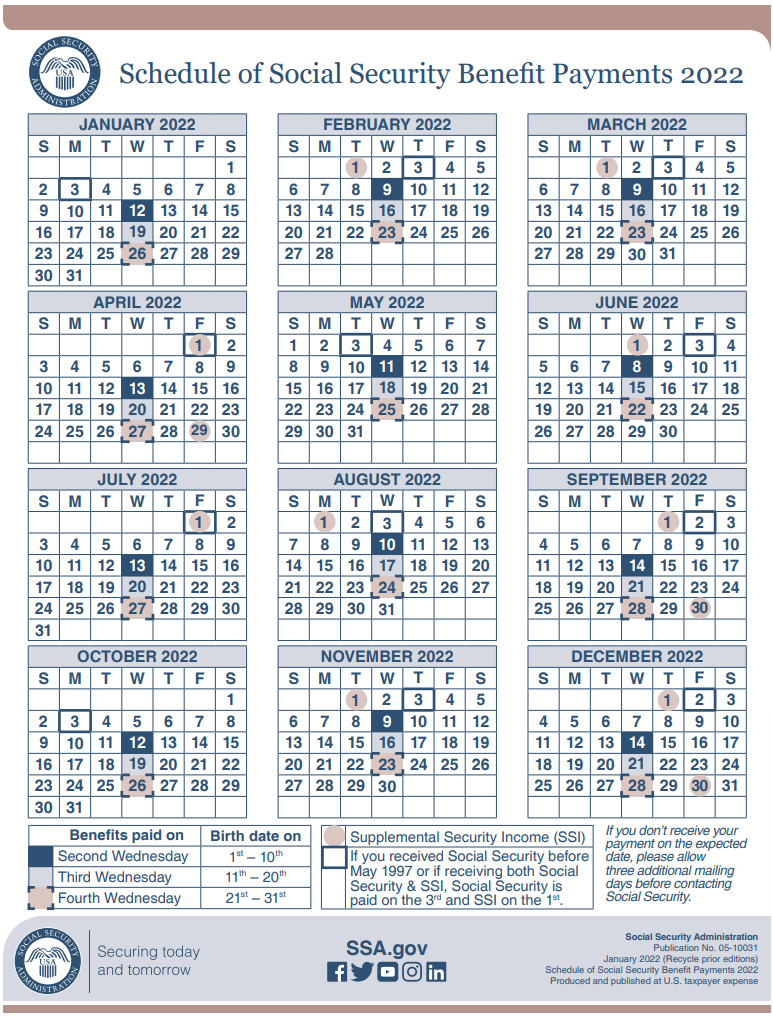 SOCIAL SECURITY
USA
ADMINISTRATION
Schedule of Social Security Benefit Payments 2022
JANUARY 2022
S M T W T F S
1
2 3 4 5 6 7 8
9 10 11 12 13 14 15
16 17 18 19 20 21 22
23 24 25 26 27 28 29
30 31
FEBRUARY 2022
S M T W T F S
1 2 3 4 5
6 7 8 9 10 11 12
13 14 15 16 17 18 19
20 21 22 23 24 25 26
27 28
MARCH 2022
S M T W T F S
1 2 3 4 5
6 7 8 9 10 11 12
13 14 15 16 17 18 19
20 21 22 23 24 25 26
27 28 29 30 31
APRIL 2022
S M T W T F S
1 2
3 4 5 6 7 8 9
10 11 12 13 14 15 16
17 18 19 20 21 22 23
24 25 26 27 28 29 30
MAY 2022
S M T W T F S
1 2 3 4 5 6 7
8 9 10 11 12 13 14
15 16 17 18 19 20 21
22 23 24 25 26 27 28
29 30 31
JUNE 2022
S M T W T F S
1 2 3 4
5 6 7 8 9 10 11
12 13 14 15 16 17 18
19 20 21 22 23 24 25
26 27 28 29 30
JULY 2022
S M T W T F S
1 2
3 4 5 6 7 8 9
10 11 12 13 14 15 16
17 18 19 20 21 22 23
24 25 26 27 28 29 30
31
AUGUST 2022
S M T W T F S
1 2 3 4 5 6
7 8 9 10 11 12 13
14 15 16 17 18 19 20
21 22 23 24 25 26 27
28 29 30 31
SEPTEMBER 2022
S M T W T F S
1 2 3
4 5 6 7 8 9 10
11 12 13 14 15 16 17
18 19 20 21 22 23 24
25 26 27 28 29 30
OCTOBER 2022
S M T W T F S
1
2 3 4 5 6 7 8
9 10 11 12 13 14 15
16 17 18 19 20 21 22
23 24 25 26 27 28 29
30 31
NOVEMBER 2022
S M T W T F S
1 2 3 4 5
6 7 8 9 10 11 12
13 14 15 16 17 18 19
20 21 22 23 24 25 26
27 28 29 30
DECEMBER 2022
S M T W T F S
1 2 3
4 5 6 7 8 9 10
11 12 13 14 15 16 17
18 19 20 21 22 23 24
25 26 27 28 29 30 31
Benefits paid on Birth date on
Second Wednesday 1st – 10th
Third Wednesday 11th – 20th
Fourth Wednesday 21st – 31st
Supplemental Security Income (SSI)
If you received Social Security before
May 1997 or if receiving both Social
Security & SSI, Social Security is
paid on the 3rd and SSI on the 1st.
If you don't receive your
payment on the expected
date, please allow
three additional mailing
days before contacting
Social Security.
SOCIAL SECURITY
USA
ADMINISTRATION
Securing today
and tomorrow
SSA.gov
Social Security Administration
Publication No. 05-10031
January 2022 (Recycle prior editions)
Schedule of Social Security Benefit Payments 2022
Produced and published at U.S. taxpayer expense